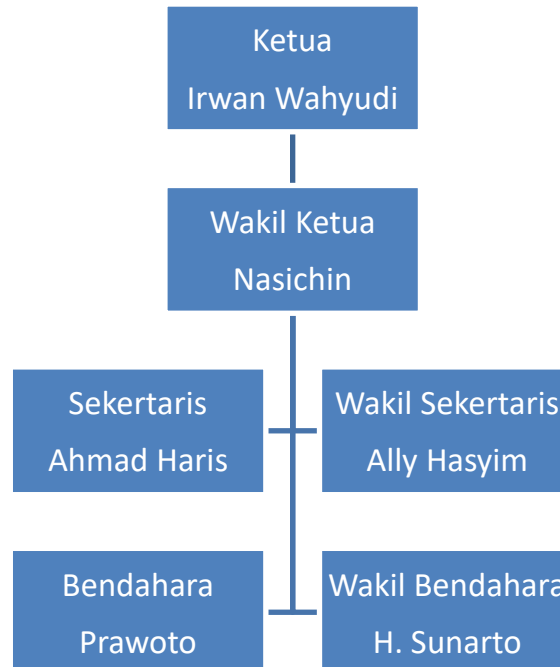 Ketua
Irwan Wahyudi
Wakil Ketua
Nasichin
Sekertaris
Ahmad Haris
Wakil Sekertaris
Ally Hasyim
Bendahara
Prawoto
Wakil Bendahara
H. Sunarto